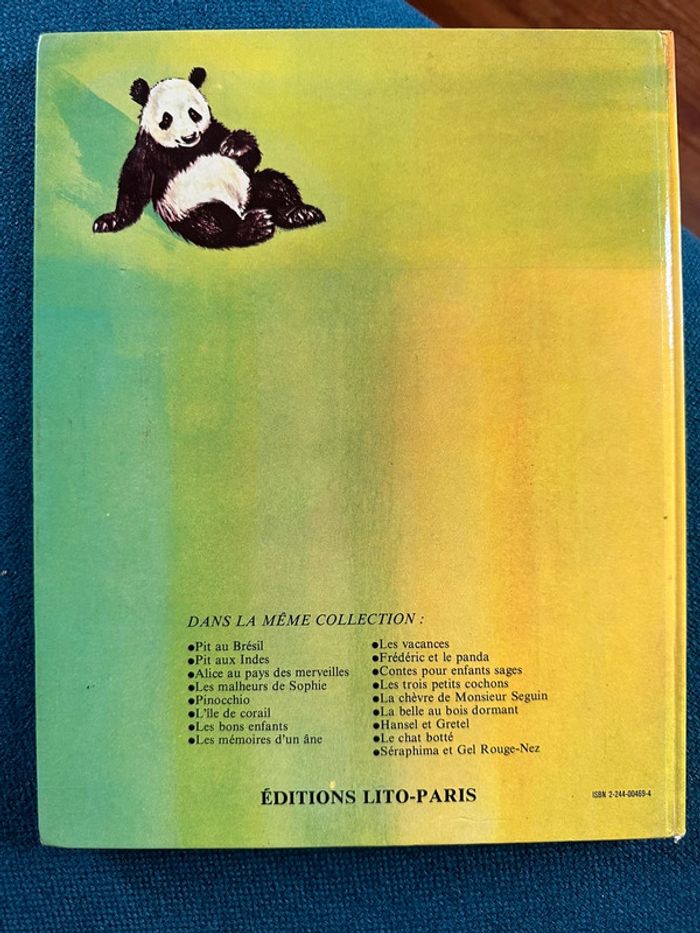 DANS LA MÊME COLLECTION :
●Pit au Brésil
●Pit aux Indes
●Alice au pays des merveilles
●Les malheurs de Sophie
●Pinocchio
●L'île de corail
●Les bons enfants
●Les mémoires d'un âne
●Les vacances
●Frédéric et le panda
●Contes pour enfants sages
●Les trois petits cochons
●La chèvre de Monsieur Seguin
●La belle au bois dormant
●Hansel et Gretel
●Le chat botté
●Séraphima et Gel Rouge-Nez
ÉDITIONS LITO-PARIS
ISBN 2-244-00469-4